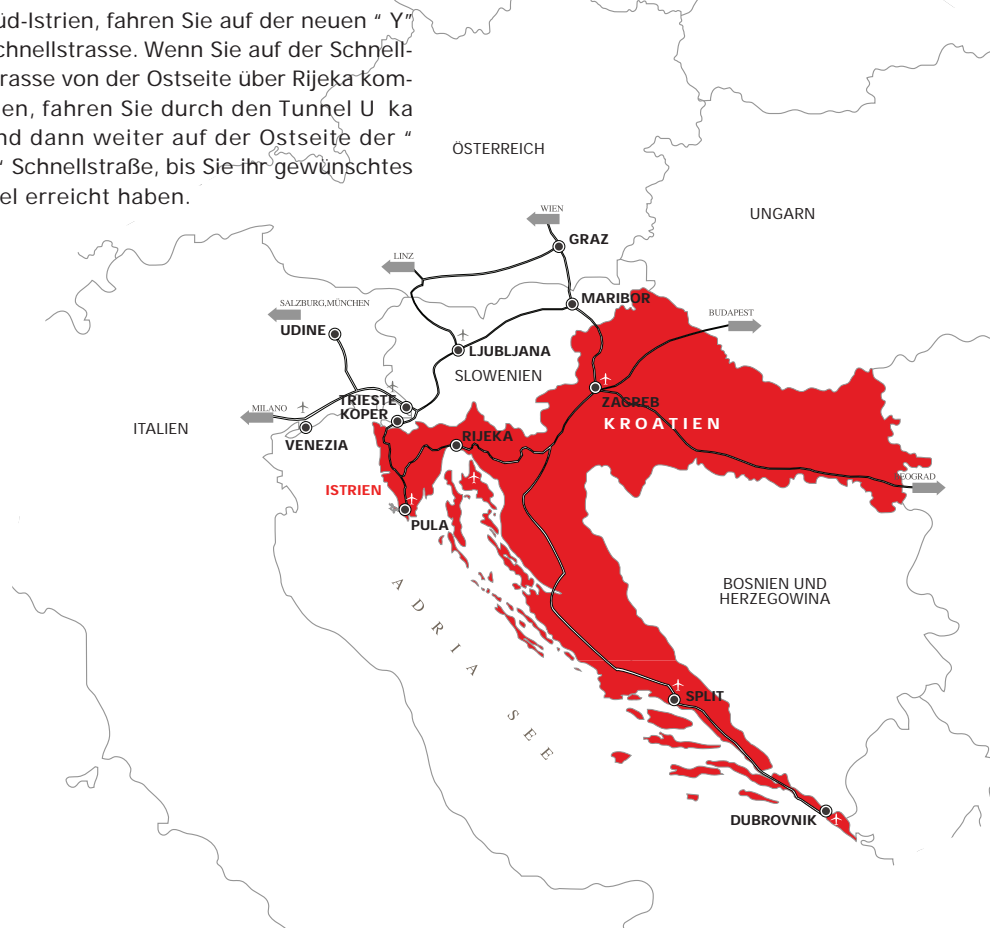 üd-Istrien, fahren Sie auf der neuen " Y"
chnellstrasse. Wenn Sie auf der Schnell-
rasse von der Ostseite über Rijeka kom-
en, fahren Sie durch den Tunnel U ka
nd dann weiter auf der Ostseite der "
" Schnellstraße, bis Sie ihr gewünschtes
el erreicht haben.
ÖSTERREICH
WIEN
UNGARN
GRAZ
LINZ
SALZBURG,MÜNCHEN
MARIBOR
BUDAPEST
UDINE
LJUBLJANA
SLOWENIEN
TRIESTE
ZAGREB
MILANO
KOPER
KROATIEN
ITALIEN
VENEZIA
RIJEKA
EOGRAD
ISTRIEN
PULA
BOSNIEN UND
HERZEGOWINA
ADRIA SEE
SPLIT
DUBROVNIK